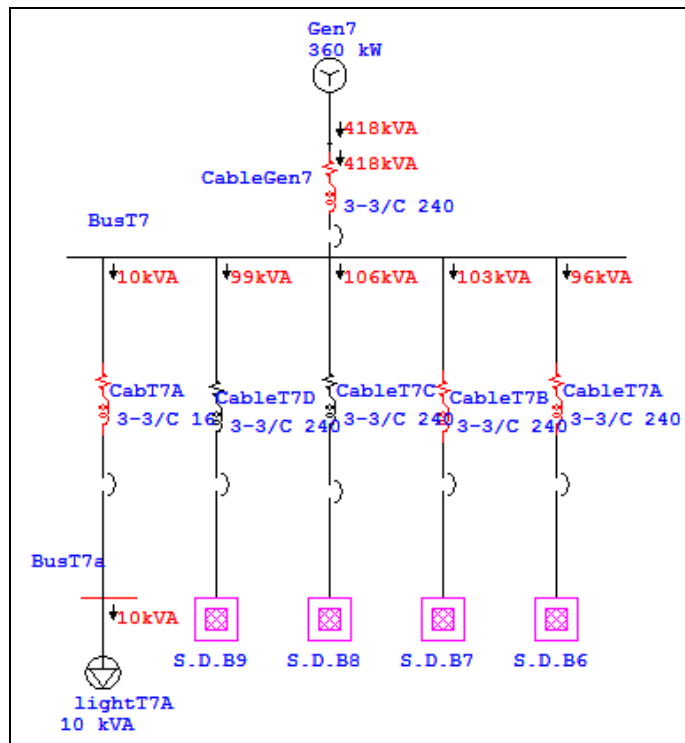 Gen7
360 kW
418kVA
418kVA
CableGen7
3-3/C 240
BusT7
10kVA
99kVA
106kVA
103kVA
96kVA
CabT7A
CableT7D
CableT7C
CableT7B
CableT7A
3-3/C 16
3-3/C 240
3-3/C 240
3-3/C 240
3-3/C 240
BusT7a
10kVA
S.D.B9
S.D.B8
S.D.B7
S.D.B6
lightT7A
10 kVA